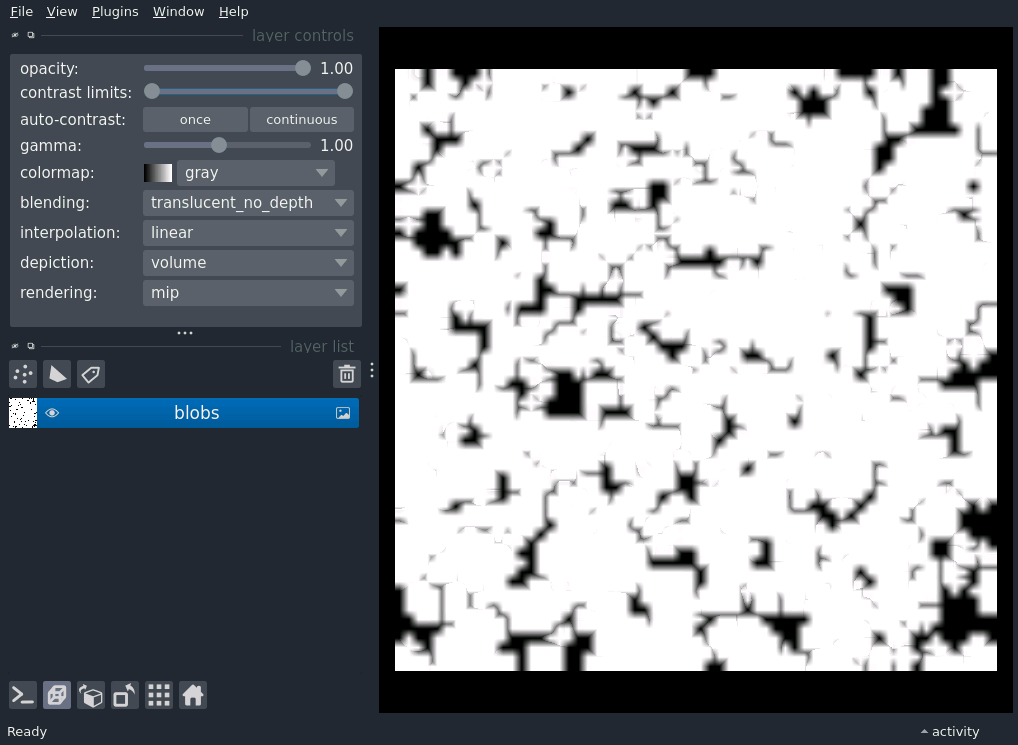 File View Plugins Window Help
layer controls
opacity: 1.00
contrast limits:
auto-contrast: once continuous
gamma: 1.00
colormap: gray
blending: translucent_no_depth
interpolation: linear
depiction: volume
rendering: mip
layer list
blobs
Ready activity